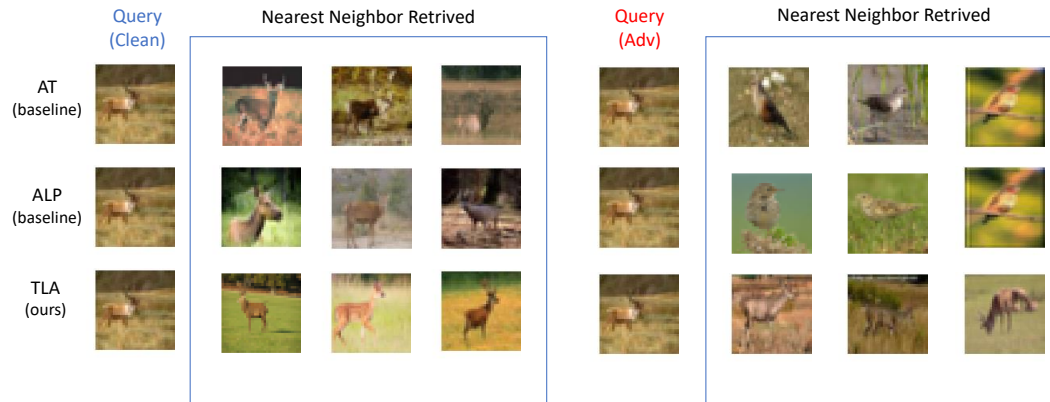 Query
(Clean)
Nearest Neighbor Retrived
Query
(Adv)
Nearest Neighbor Retrived
AT
(baseline)
ALP
(baseline)
TLA
(ours)